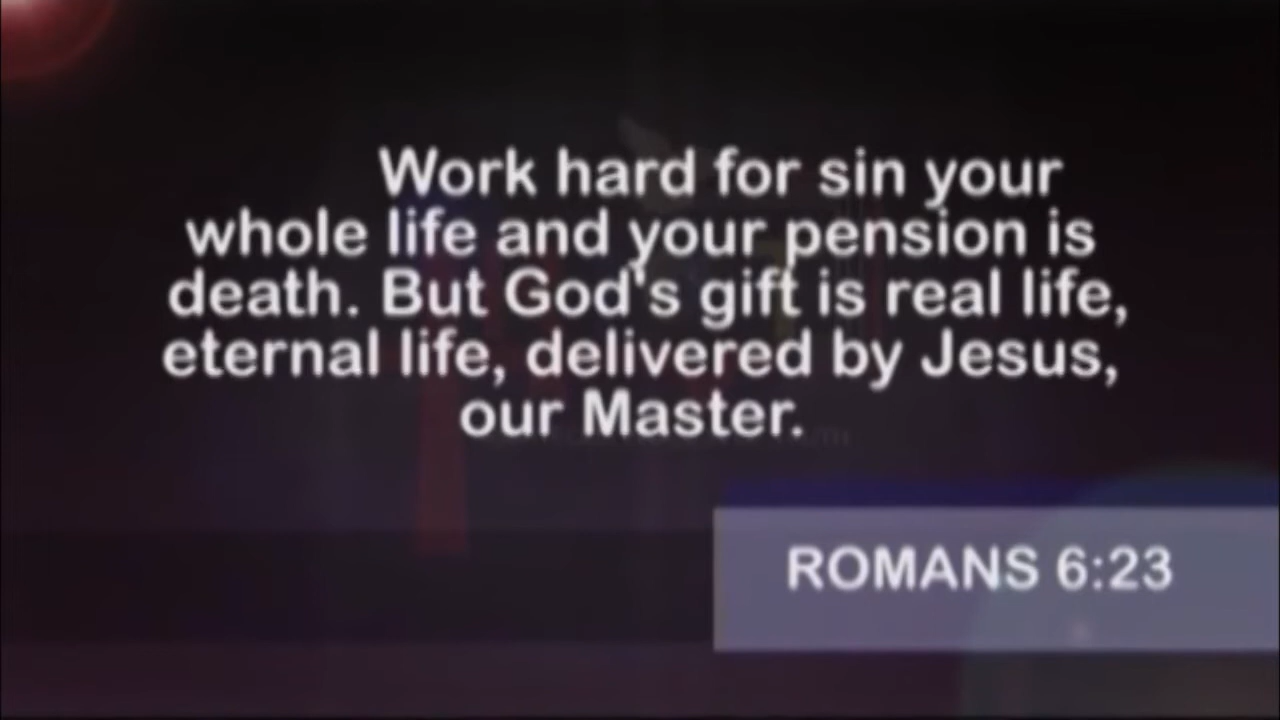 Work hard for sin your
whole life and your pension is
death. But God's gift is real life,
eternal life, delivered by Jesus,
our Master.
ROMANS 6:23